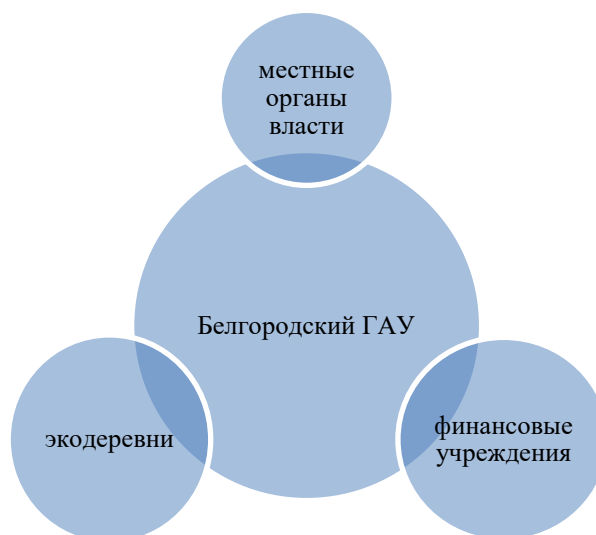 местные
органы
власти
Белгородский ГАУ
экодеревни
финансовые
учреждения